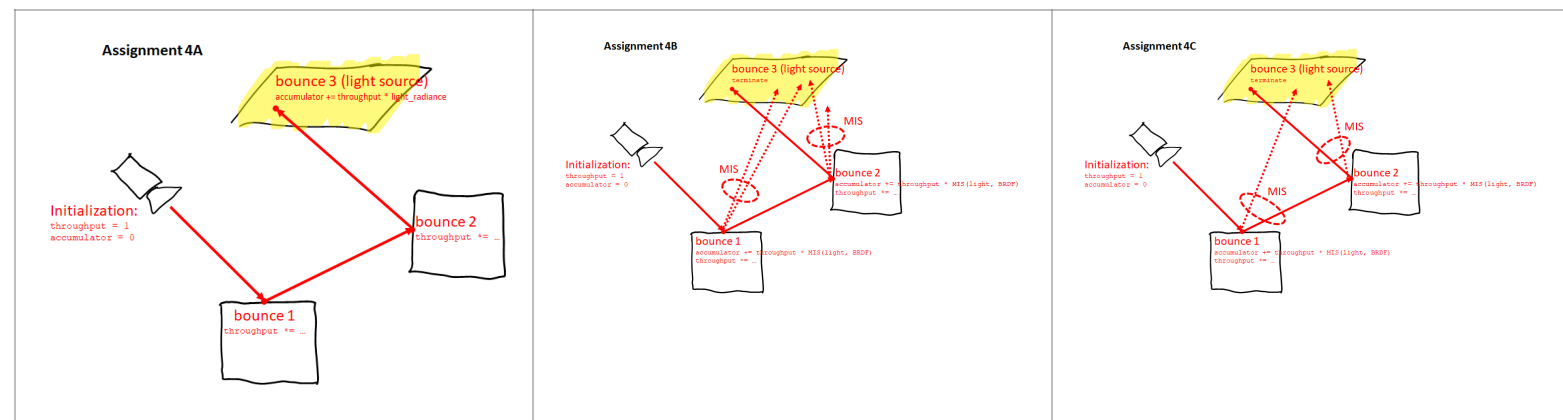 Assignment 4A
bounce 3 (light source)
accumulator += throughput * light_radiance
Initialization:
throughput = 1
accumulator = 0
bounce 2
throughput *= …
bounce 1
throughput *= …
Assignment 4B
bounce 3 (light source)
terminate
MIS
Initialization:
throughput = 1
accumulator = 0
MIS
bounce 2
accumulator += throughput * MIS(light, BRDF)
throughput *= …
bounce 1
accumulator += throughput * MIS(light, BRDF)
throughput *= …
Assignment 4C
bounce 3 (light source)
terminate
MIS
Initialization:
throughput = 1
accumulator = 0
bounce 2
accumulator += throughput * MIS(light, BRDF)
throughput *= …
MIS
bounce 1
accumulator += throughput * MIS(light, BRDF)
throughput *= …